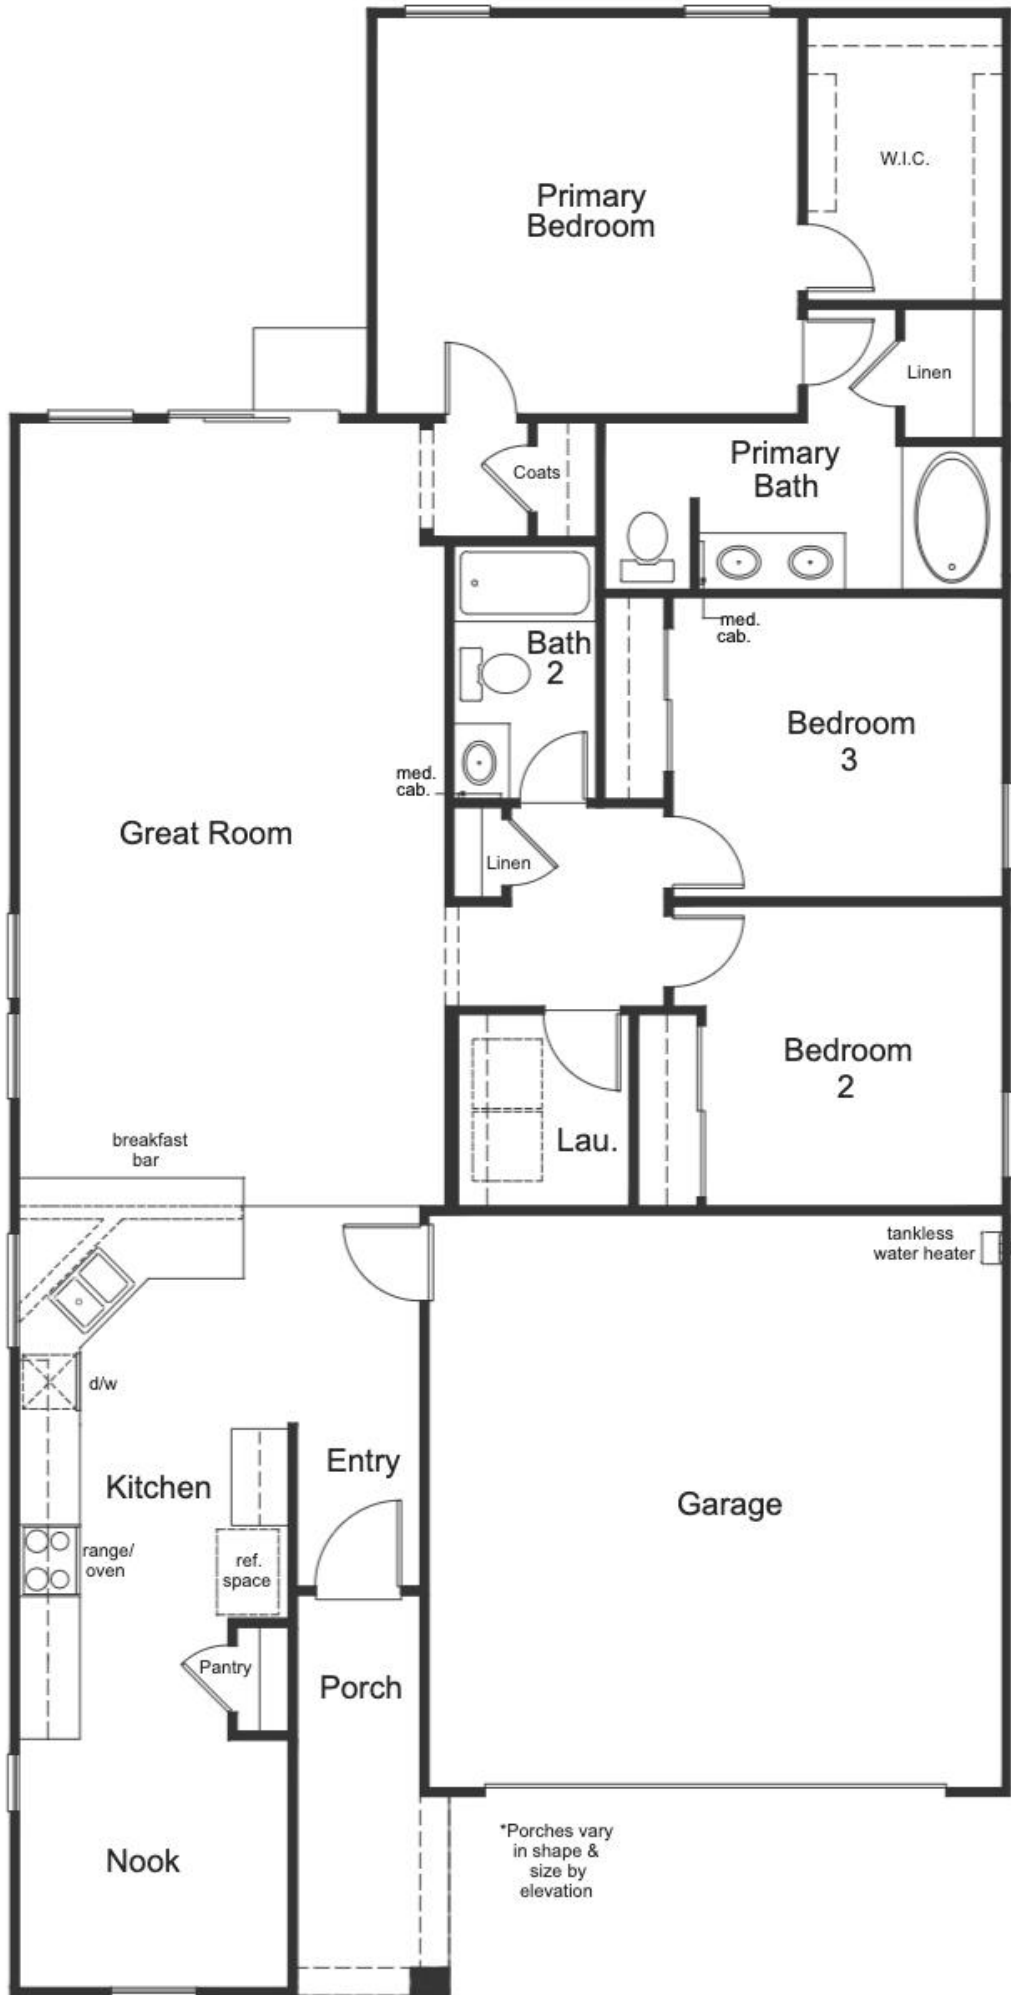 W.I.C.
Primary
Bedroom
Linen
Primary
Bath
Coats
med.
cab.
Bath
2
Bedroom
3
med.
cab.
Great Room
Linen
Bedroom
2
Lau.
breakfast
bar
tankless
water heater
d/w
Entry
Kitchen
Garage
range/
oven
ref.
space
Pantry
Porch
*Porches vary
in shape &
size by
elevation
Nook